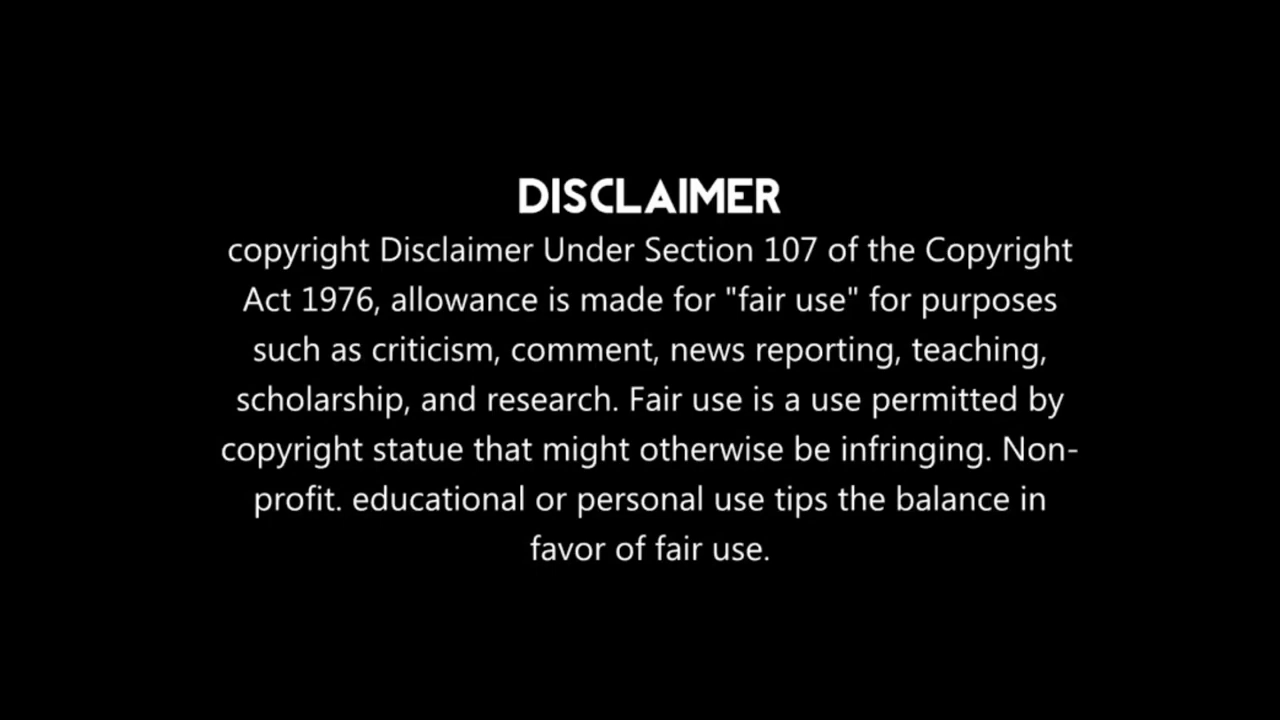 DISCLAIMER
copyright Disclaimer Under Section 107 of the Copyright
Act 1976, allowance is made for "fair use" for purposes
such as criticism, comment, news reporting, teaching,
scholarship, and research. Fair use is a use permitted by
copyright statue that might otherwise be infringing. Non-
profit. educational or personal use tips the balance in
favor of fair use.